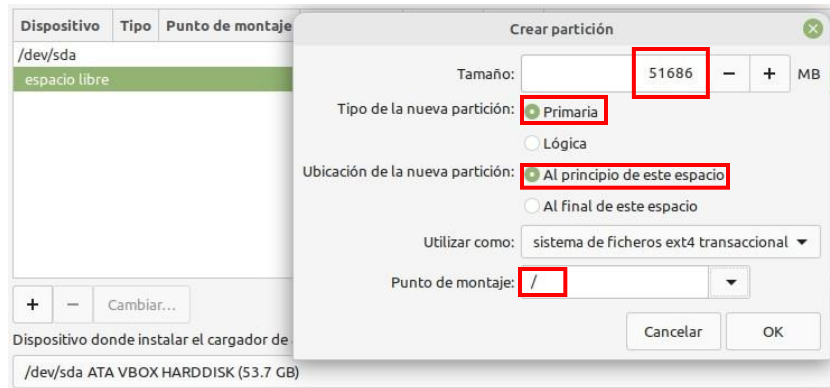 Dispositivo Tipo Punto de montaje
/dev/sda
espacio libre
Crear partición
Tamaño: 51686 − + MB
Tipo de la nueva partición: Primaria
Lógica
Ubicación de la nueva partición: Al principio de este espacio
Al final de este espacio
Utilizar como: sistema de ficheros ext4 transaccional
Punto de montaje: /
Cancelar OK
+ − Cambiar...
Dispositivo donde instalar el cargador de
/dev/sda ATA VBOX HARDDISK (53.7 GB)